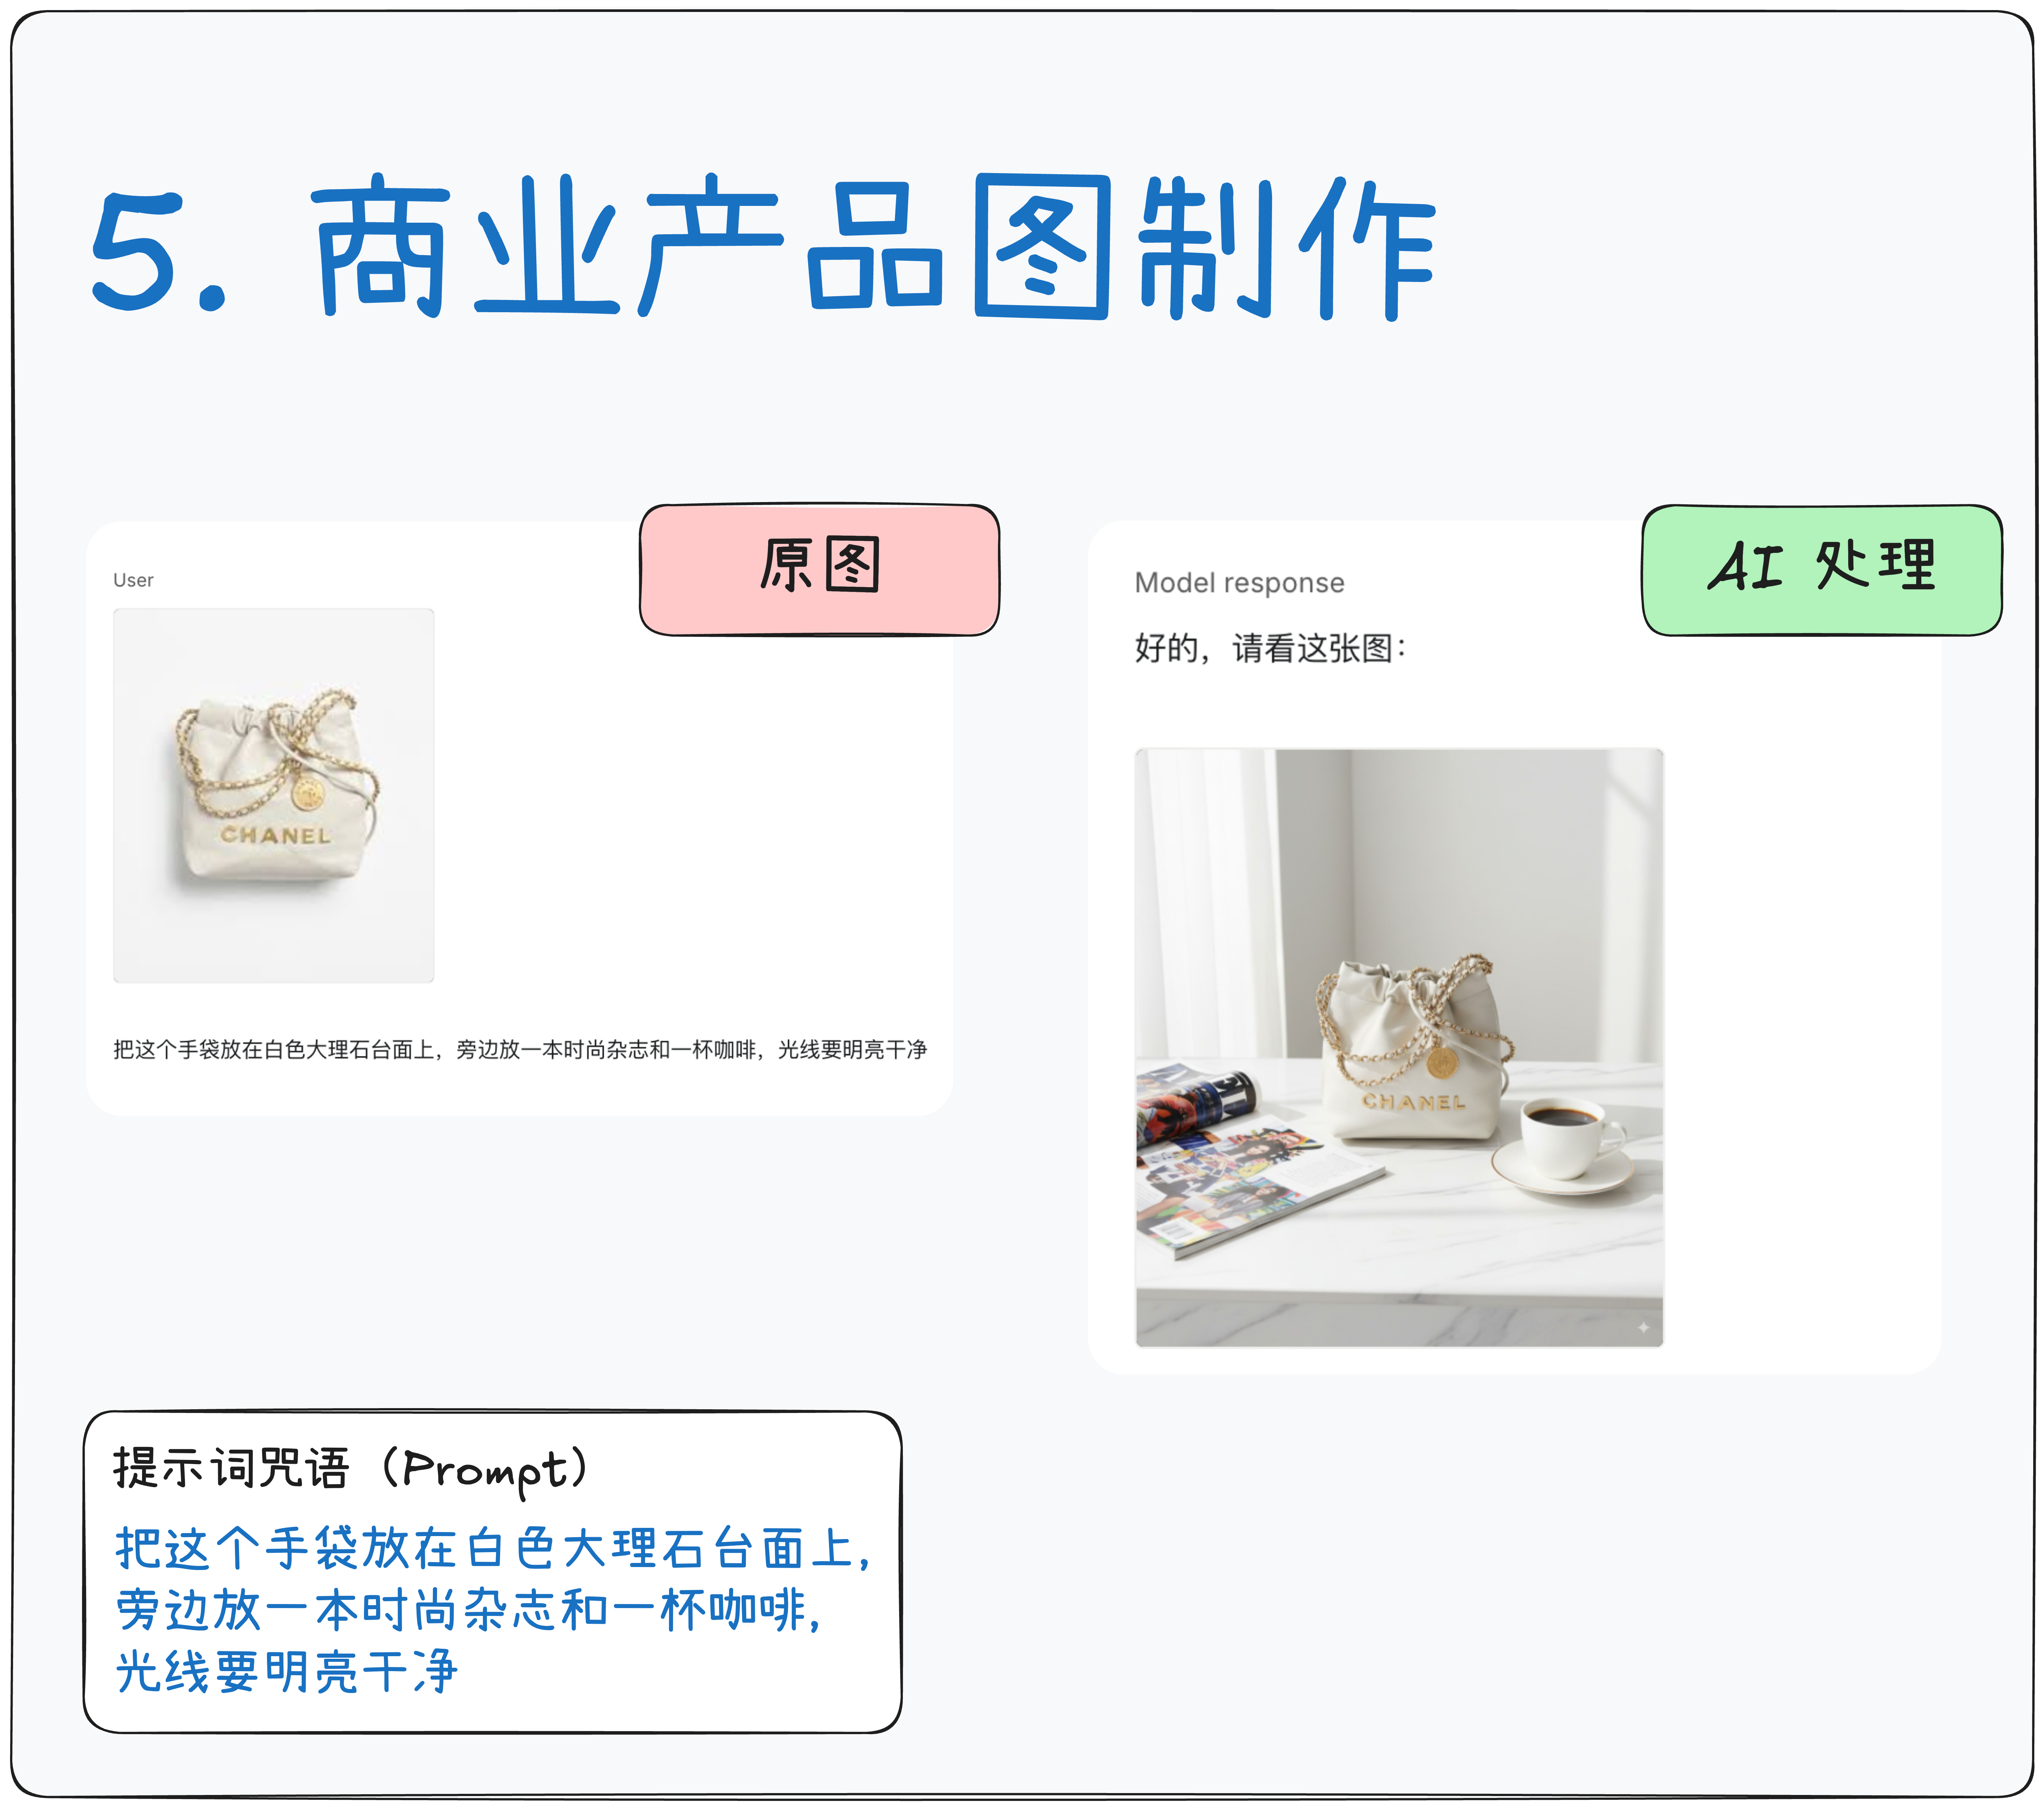 5. 商业产品图制作
原图
User
CHANEL
把这个手袋放在白色大理石台面上，旁边放一本时尚杂志和一杯咖啡，光线要明亮干净
AI 处理
Model response
好的，请看这张图：
CHANEL
提示词咒语（Prompt）
把这个手袋放在白色大理石台面上，
旁边放一本时尚杂志和一杯咖啡，
光线要明亮干净